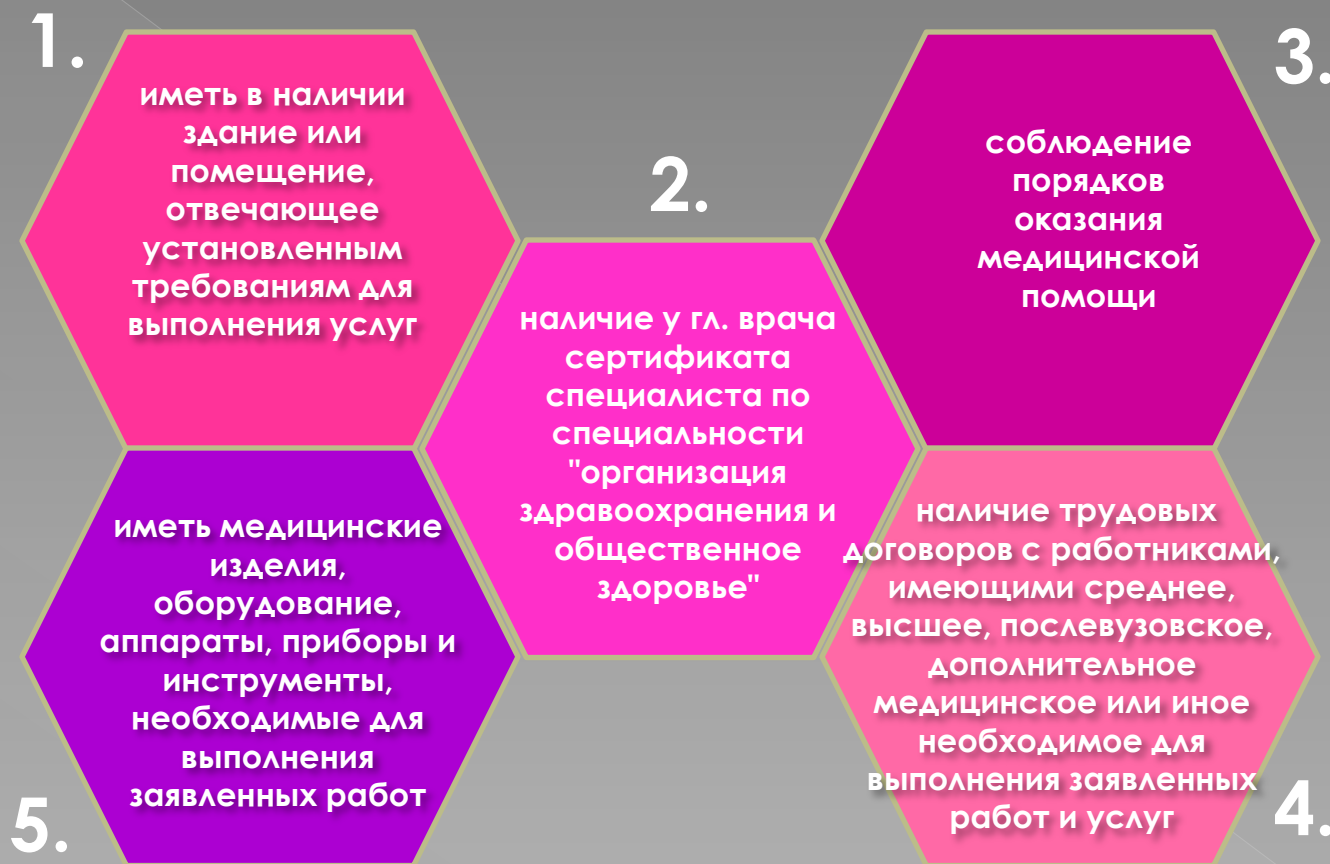 1.
иметь в наличии
здание или
помещение,
отвечающее
установленным
требованиям для
выполнения услуг
2.
наличие у гл. врача
сертификата
специалиста по
специальности
"организация
здравоохранения и
общественное
здоровье"
3.
соблюдение
порядков
оказания
медицинской
помощи
4.
наличие трудовых
договоров с работниками,
имеющими среднее,
высшее, послевузовское,
дополнительное
медицинское или иное
необходимое для
выполнения заявленных
работ и услуг
5.
иметь медицинские
изделия,
оборудование,
аппараты, приборы и
инструменты,
необходимые для
выполнения
заявленных работ